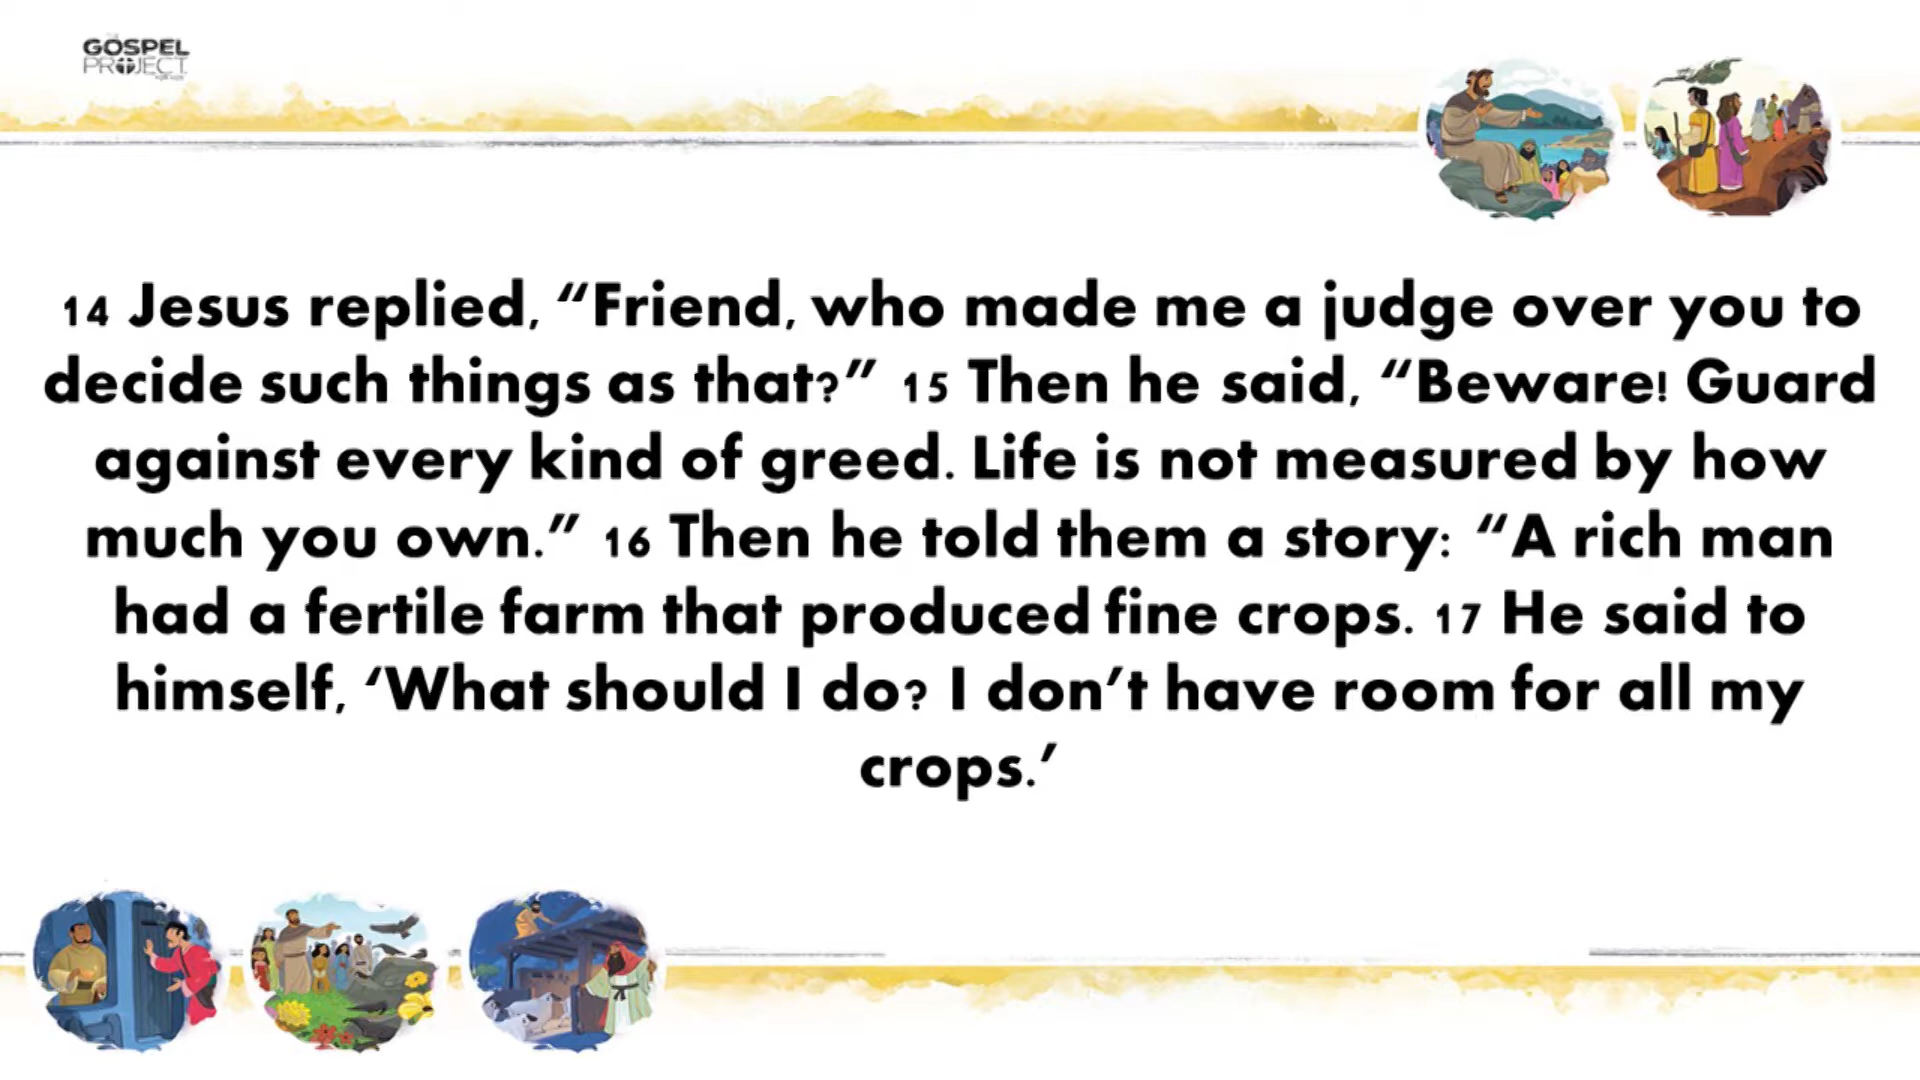 GOSPEL
PROJECT
14 Jesus replied, “Friend, who made me a judge over you to
decide such things as that?” 15 Then he said, “Beware! Guard
against every kind of greed. Life is not measured by how
much you own.” 16 Then he told them a story: “A rich man
had a fertile farm that produced fine crops. 17 He said to
himself, ‘What should I do? I don’t have room for all my
crops.’